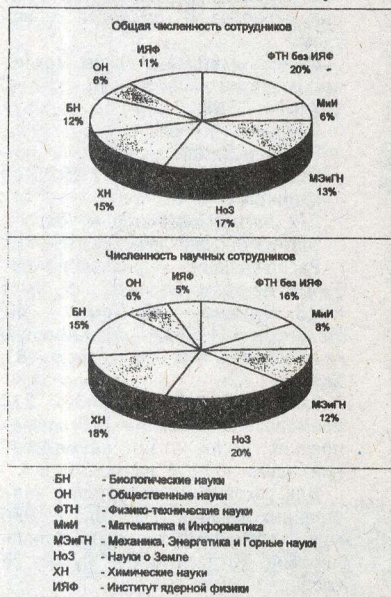 Общая численность сотрудников
ИЯФ
11%
ФТН без ИЯФ
20%
ОН
6%
МиИ
6%
БН
12%
МЭиГН
13%
ХН
15%
НоЗ
17%
Численность научных сотрудников
ИЯФ
5%
ФТН без ИЯФ
16%
ОН
6%
БН
15%
МиИ
8%
МЭиГН
12%
ХН
18%
НоЗ
20%
БН - Биологические науки
ОН - Общественные науки
ФТН - Физико-технические науки
МиИ - Математика и Информатика
МЭиГН - Механика, Энергетика и Горные науки
НоЗ - Науки о Земле
ХН - Химические науки
ИЯФ - Институт ядерной физики